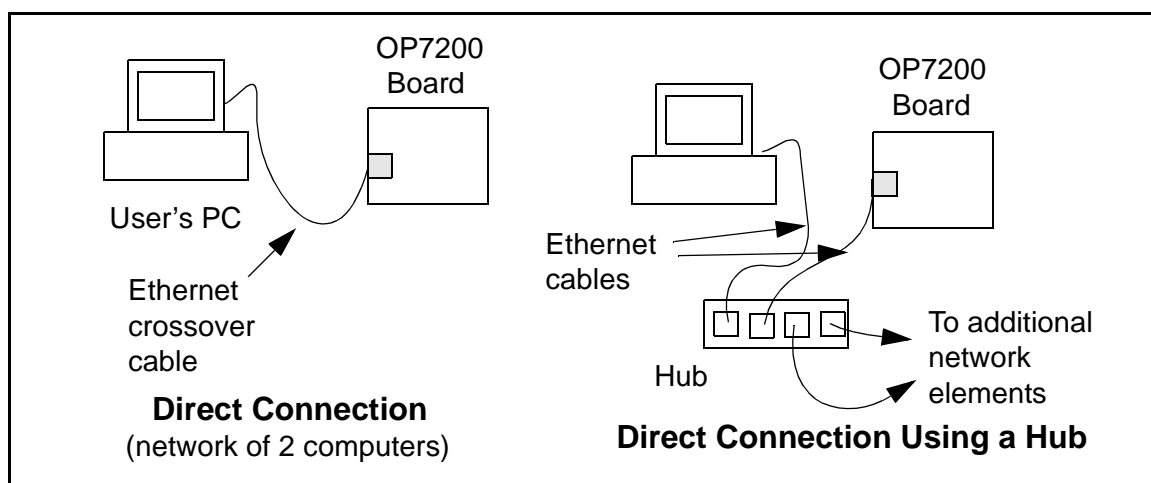 OP7200
Board
User's PC
Ethernet
crossover
cable
Direct Connection
(network of 2 computers)
OP7200
Board
Ethernet
cables
Hub
To additional
network
elements
Direct Connection Using a Hub